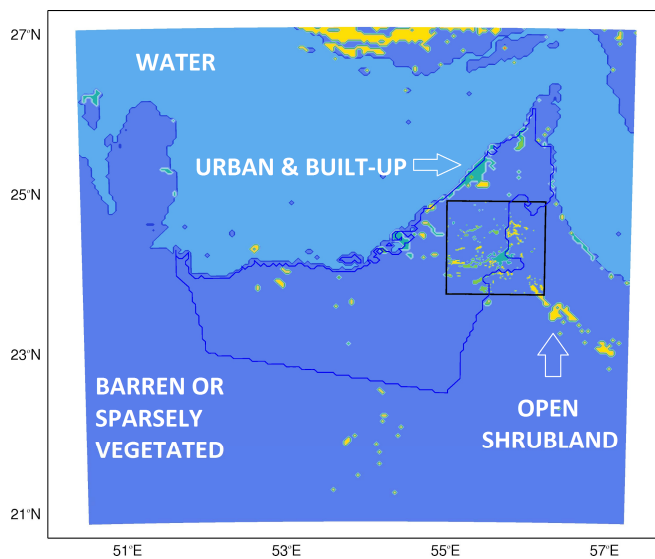 27°N
WATER
URBAN & BUILT-UP
25°N
23°N
BARREN OR
SPARSELY
VEGETATED
OPEN
SHRUBLAND
21°N
51°E
53°E
55°E
57°E